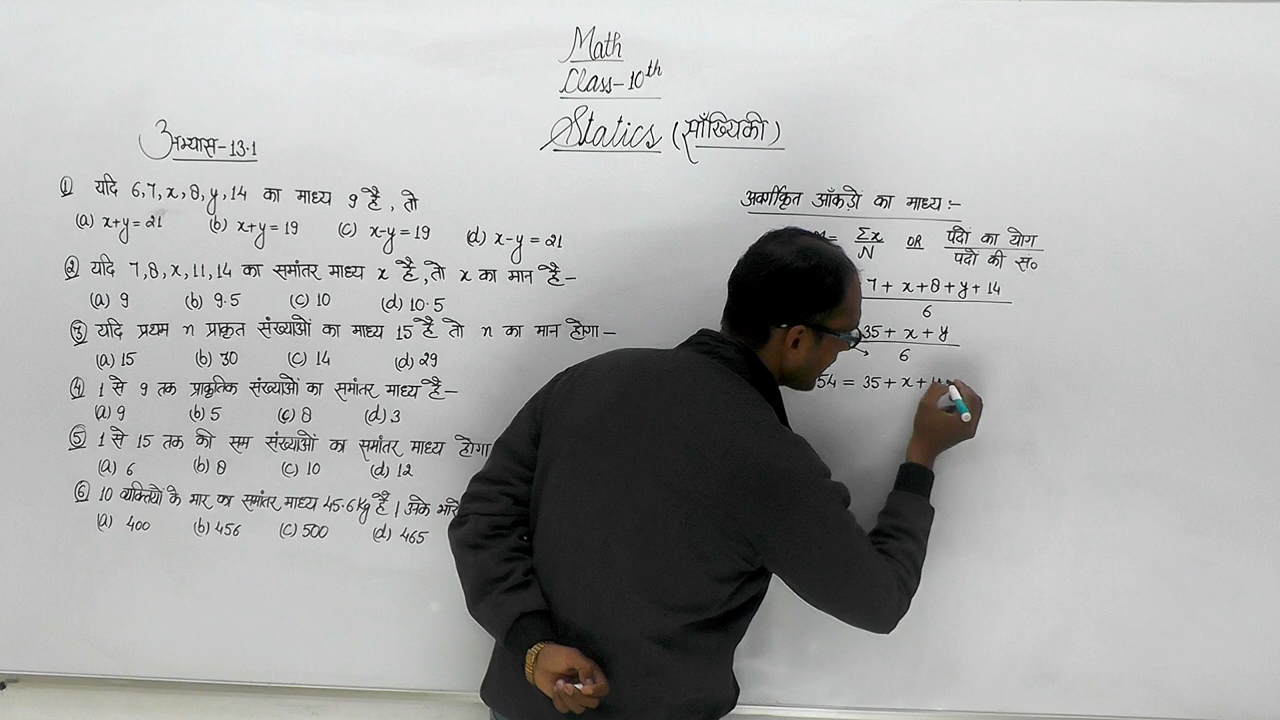 Math
Class-10th
Statics (साँख्यिकी)
अभ्यास-13.1
① यदि 6,7,x,8,y,14 का माध्य 9 है, तो
(a) x+y=21 (b) x+y=19 (c) x-y=19 (d) x-y=21
② यदि 7,8,x,11,14 का समांतर माध्य x है, तो x का मान है-
(a) 9 (b) 9.5 (c) 10 (d) 10.5
③ यदि प्रथम n प्राकृत संख्याओं का माध्य 15 है तो n का मान होगा-
(a) 15 (b) 30 (c) 14 (d) 29
④ 1 से 9 तक प्राकृतिक संख्याओं का समांतर माध्य है-
(a) 9 (b) 5 (c) 8 (d) 3
⑤ 1 से 15 तक की सम संख्याओं का समांतर माध्य होगा
(a) 6 (b) 8 (c) 10 (d) 12
⑥ 10 व्यक्तियों के भार का समांतर माध्य 45.6 Kg है | उनके
(a) 400 (b) 456 (c) 500 (d) 465
अवर्गीकृत आँकड़ों का माध्य :-
= Σx/N OR पदों का योग/पदों की सं०
7 + x+8+y+14
6
35 + x + y
6
54 = 35 + x +